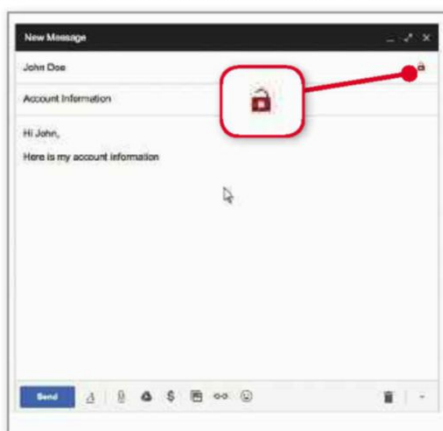 New Message
John Doe
Account Information
Hi John,
Here is my account information
Send